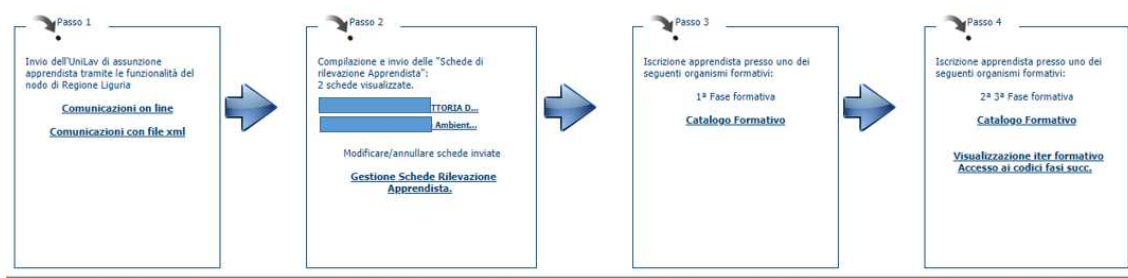 Passo 1
Invio dell'UniLav di assunzione
apprendista tramite le funzionalità del
nodo di Regione Liguria
Comunicazioni on line
Comunicazioni con file xml
Passo 2
Compilazione e invio delle "Schede di
rilevazione Apprendista":
2 schede visualizzate.
TTORIA D...
Ambient...
Modificare/annullare schede inviate
Gestione Schede Rilevazione
Apprendista.
Passo 3
Iscrizione apprendista presso uno dei
seguenti organismi formativi:
1ª Fase formativa
Catalogo Formativo
Passo 4
Iscrizione apprendista presso uno dei
seguenti organismi formativi:
2ª 3ª Fase formativa
Catalogo Formativo
Visualizzazione iter formativo
Accesso ai codici fasi succ.